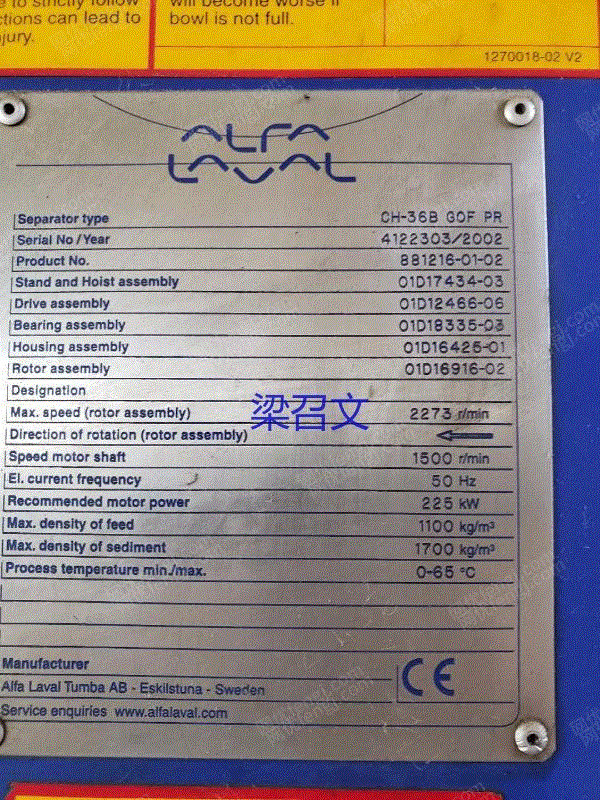 e to strictly follow
ctions can lead to
njury.
will become worse if
bowl is not full.
1270018-02 V2
ALFA
LAVAL
Separator type CH-36B GOF PR
Serial No / Year 4122303/2002
Product No. 881216-01-02
Stand and Hoist assembly 01D17434-03
Drive assembly 01D12466-06
Bearing assembly 01D18335-03
Housing assembly 01D16425-01
Rotor assembly 01D16916-02
Designation
梁召文
Max. speed (rotor assembly) 2273 r/min
Direction of rotation (rotor assembly)
Speed motor shaft 1500 r/min
El. current frequency 50 Hz
Recommended motor power 225 kW
Max. density of feed 1100 kg/m³
Max. density of sediment 1700 kg/m³
Process temperature min./max. 0-65 °C
Manufacturer
CE
Alfa Laval Tumba AB - Eskilstuna - Sweden
Service enquiries www.alfalaval.com